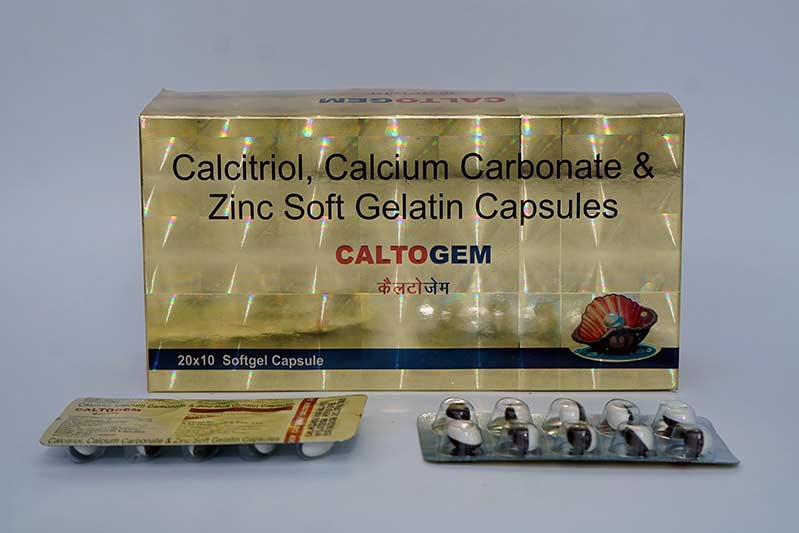 CALTOGEM
Calcitriol, Calcium Carbonate &
Zinc Soft Gelatin Capsules
CALTOGEM
कैलटोजेम
20x10 Softgel Capsule
CALTOGEM
Calcitriol, Calcium Carbonate & Zinc Soft Gelatin Capsules